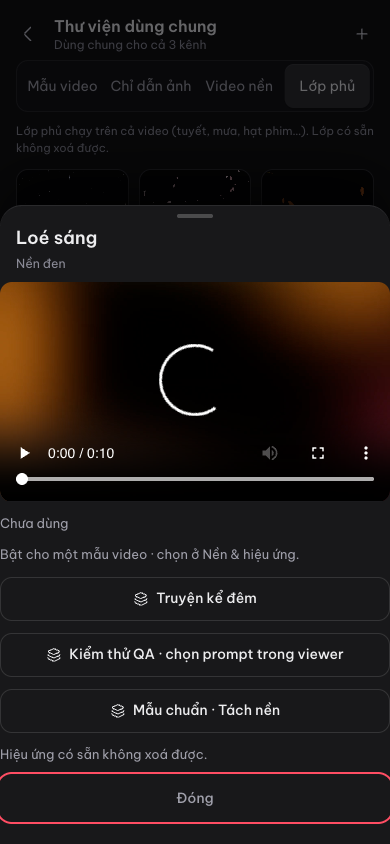 Thư viện dùng chung
Dùng chung cho cả 3 kênh
Mẫu video Chỉ dẫn ảnh Video nền Lớp phủ
Lớp phủ chạy trên cả video (tuyết, mưa, hạt phim…). Lớp có sẵn
không xoá được.
Loé sáng
Nền đen
0:00 / 0:10
Chưa dùng
Bật cho một mẫu video · chọn ở Nền & hiệu ứng.
Truyện kể đêm
Kiểm thử QA · chọn prompt trong viewer
Mẫu chuẩn · Tách nền
Hiệu ứng có sẵn không xoá được.
Đóng